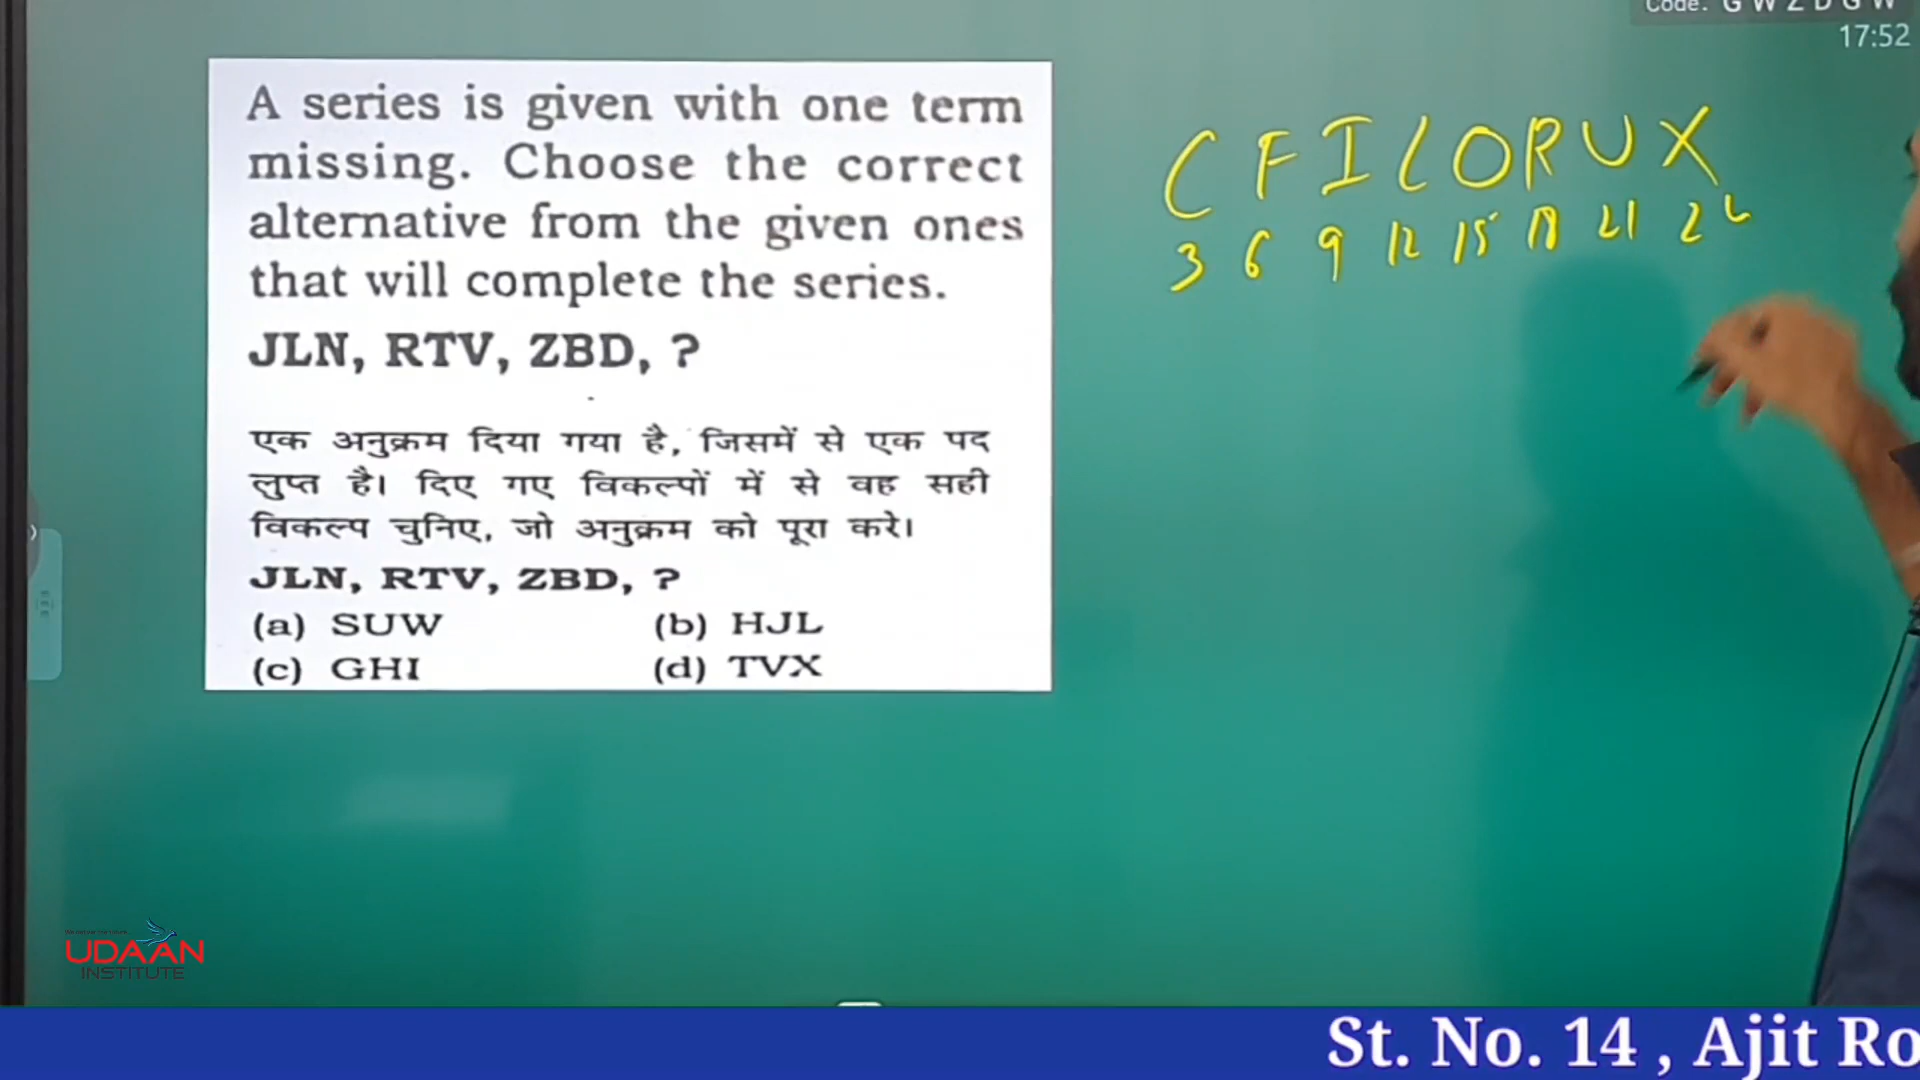 Code: G W Z D G W
17:52
A series is given with one term
missing. Choose the correct
alternative from the given ones
that will complete the series.
JLN, RTV, ZBD, ?
एक अनुक्रम दिया गया है, जिसमें से एक पद
लुप्त है। दिए गए विकल्पों में से वह सही
विकल्प चुनिए, जो अनुक्रम को पूरा करे।
JLN, RTV, ZBD, ?
(a) SUW (b) HJL
(c) GHI (d) TVX
C F I L O R U X
3 6 9 12 15 18 21 24
UDAAN
INSTITUTE
St. No. 14 , Ajit Ro